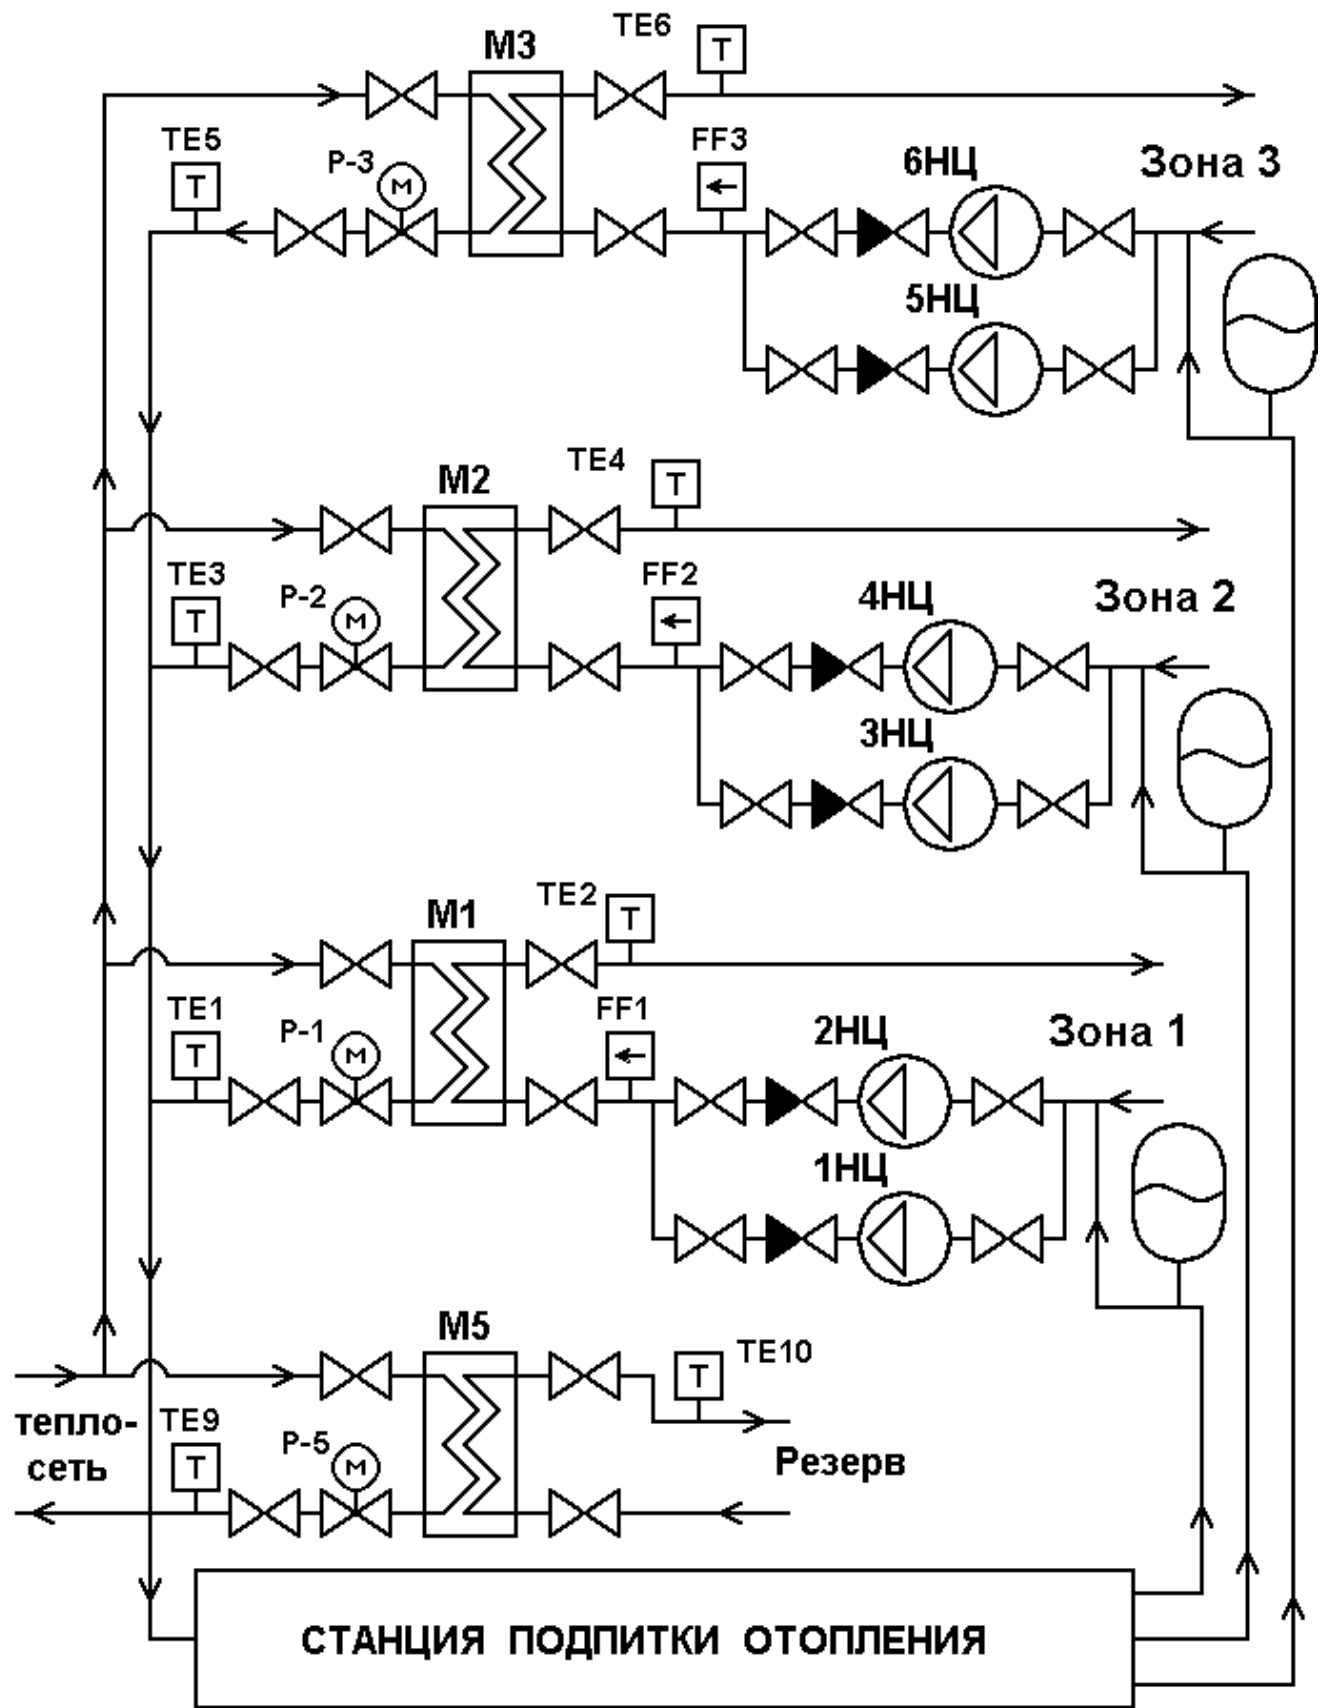 TE6
T
M3
TE5
P-3
FF3
6НЦ
Зона 3
T
M
5НЦ
M2
TE4
T
TE3
P-2
FF2
4НЦ
Зона 2
T
M
3НЦ
M1
TE2
T
TE1
P-1
FF1
2НЦ
Зона 1
T
M
1НЦ
M5
TE10
T
тепло-
сеть
TE9
P-5
Резерв
T
M
СТАНЦИЯ ПОДПИТКИ ОТОПЛЕНИЯ